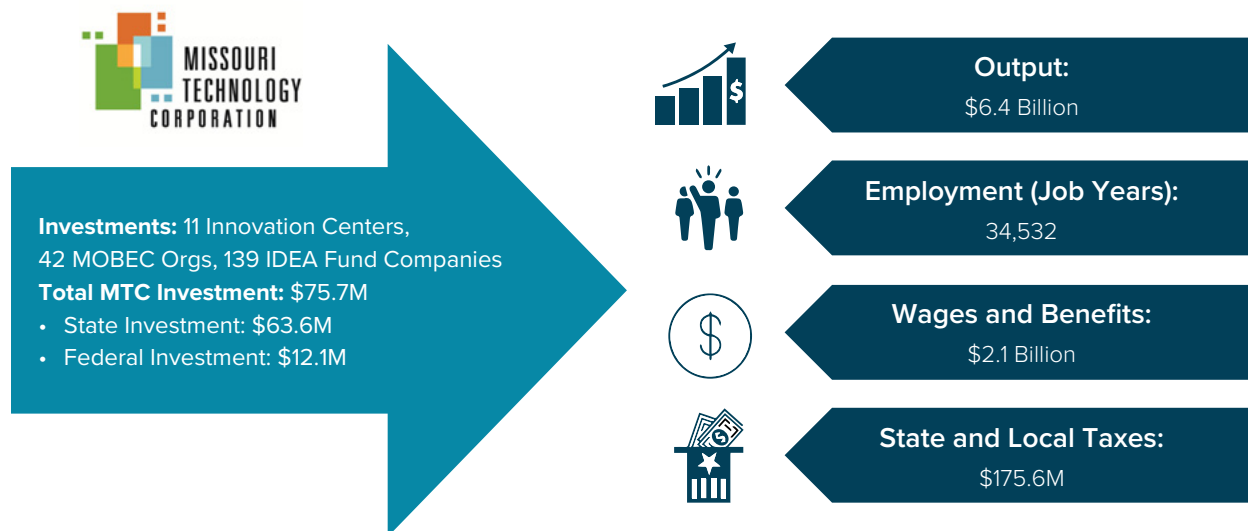 MISSOURI
TECHNOLOGY
CORPORATION
Investments: 11 Innovation Centers,
42 MOBEC Orgs, 139 IDEA Fund Companies
Total MTC Investment: $75.7M
• State Investment: $63.6M
• Federal Investment: $12.1M
$
Output:
$6.4 Billion
Employment (Job Years):
34,532
$
Wages and Benefits:
$2.1 Billion
$
State and Local Taxes:
$175.6M